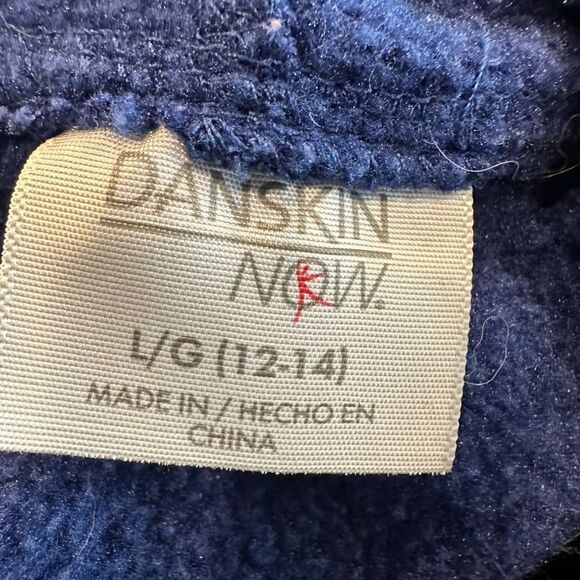 DANSKIN
NOW.
L/G (12-14)
MADE IN / HECHO EN
CHINA